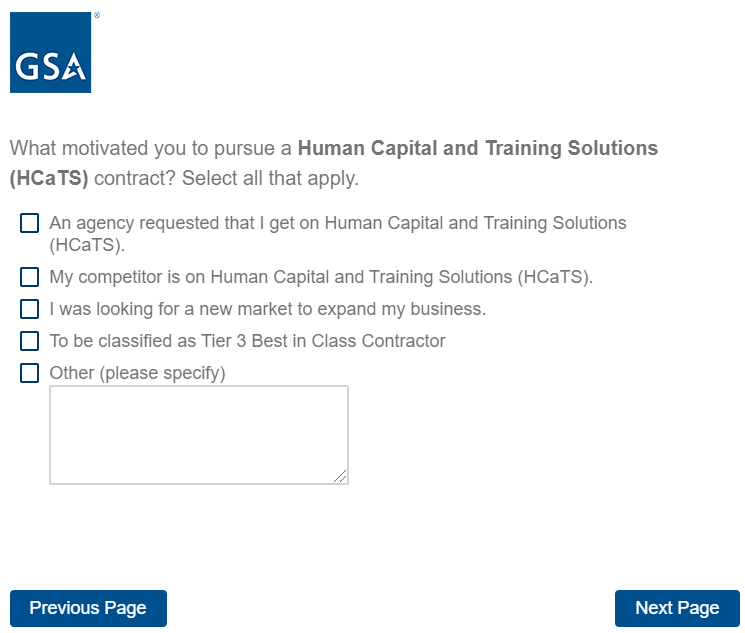 ®
GSA
What motivated you to pursue a Human Capital and Training Solutions
(HCaTS) contract? Select all that apply.
An agency requested that I get on Human Capital and Training Solutions
(HCaTS).
My competitor is on Human Capital and Training Solutions (HCaTS).
I was looking for a new market to expand my business.
To be classified as Tier 3 Best in Class Contractor
Other (please specify)
Previous Page
Next Page